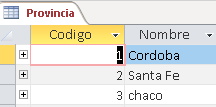 Provincia
Codigo Nombre
1 Cordoba
2 Santa Fe
3 chaco